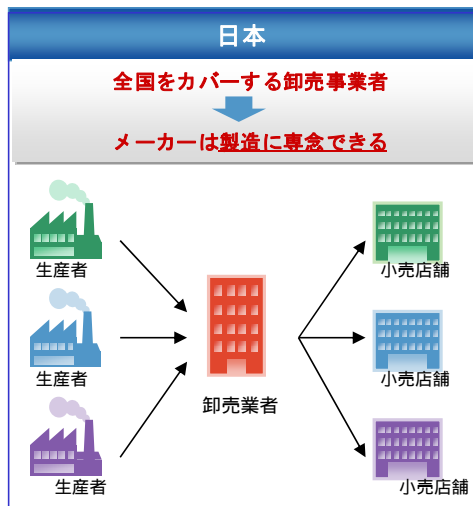 日本
全国をカバーする卸売事業者
メーカーは製造に専念できる
生産者
小売店舗
生産者
小売店舗
卸売業者
生産者
小売店舗